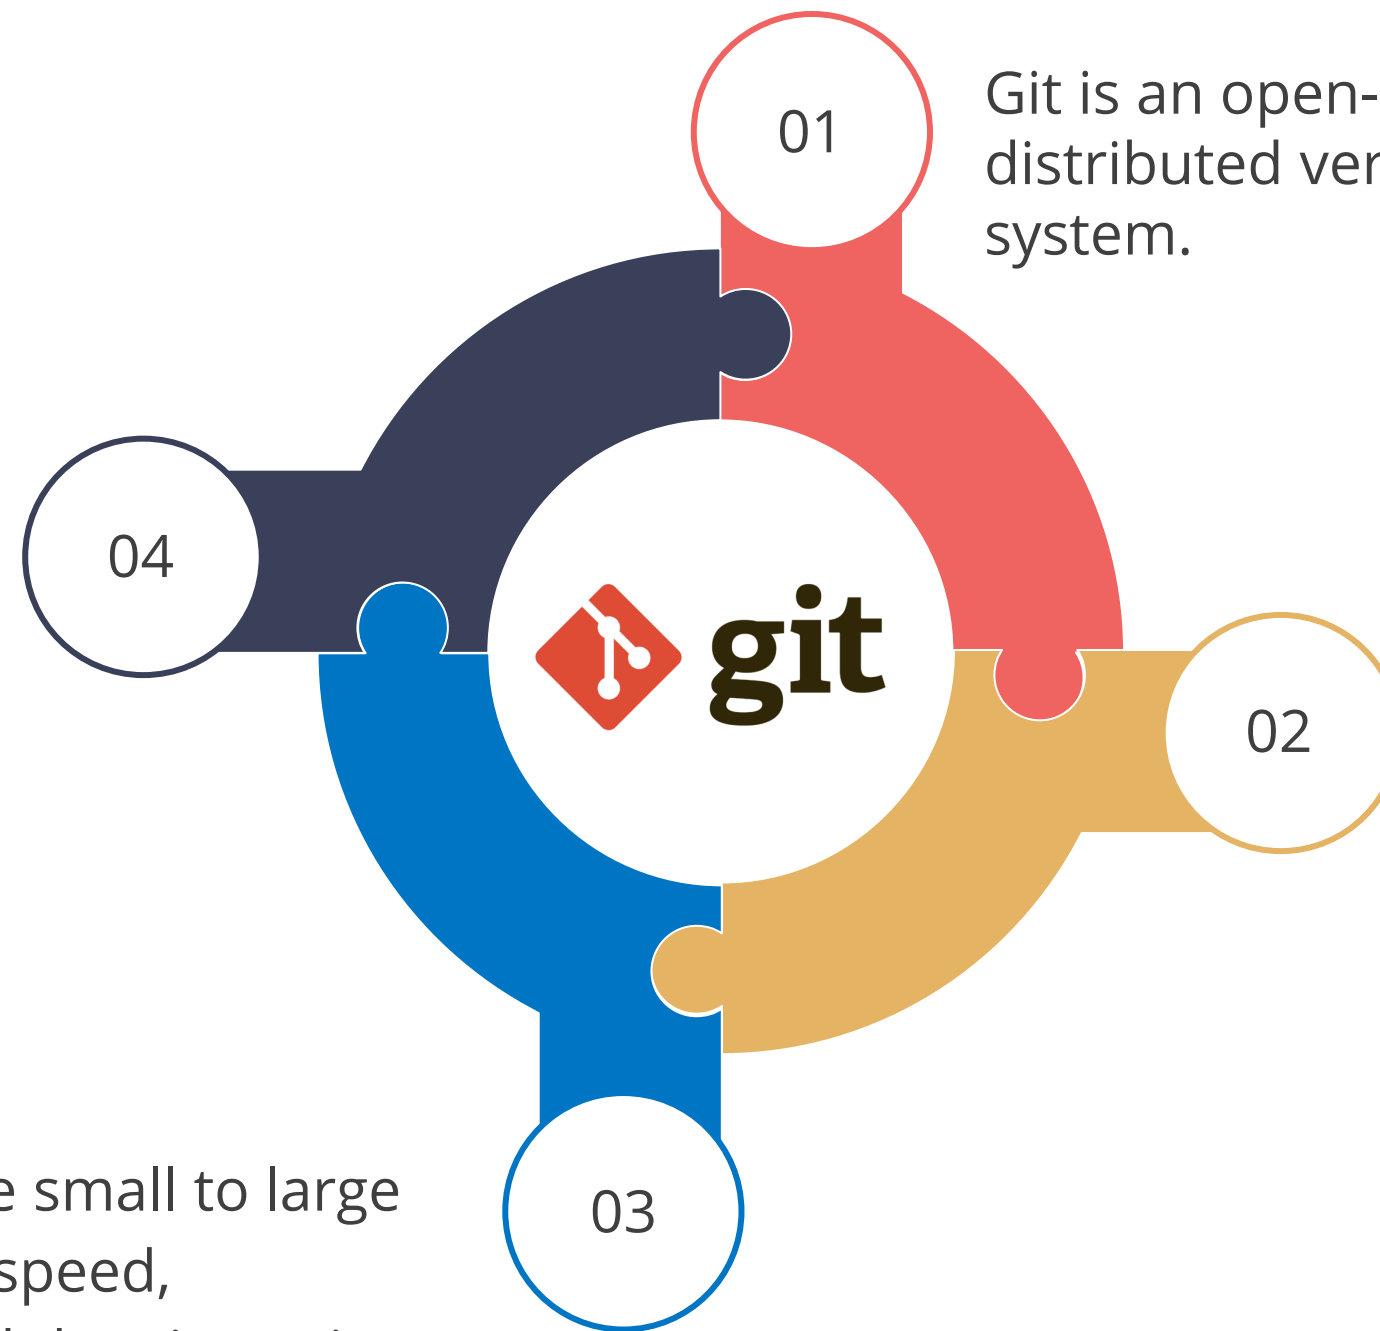 01
Git is an open-
distributed ver
system.
04
git
02
e small to large
03
speed,